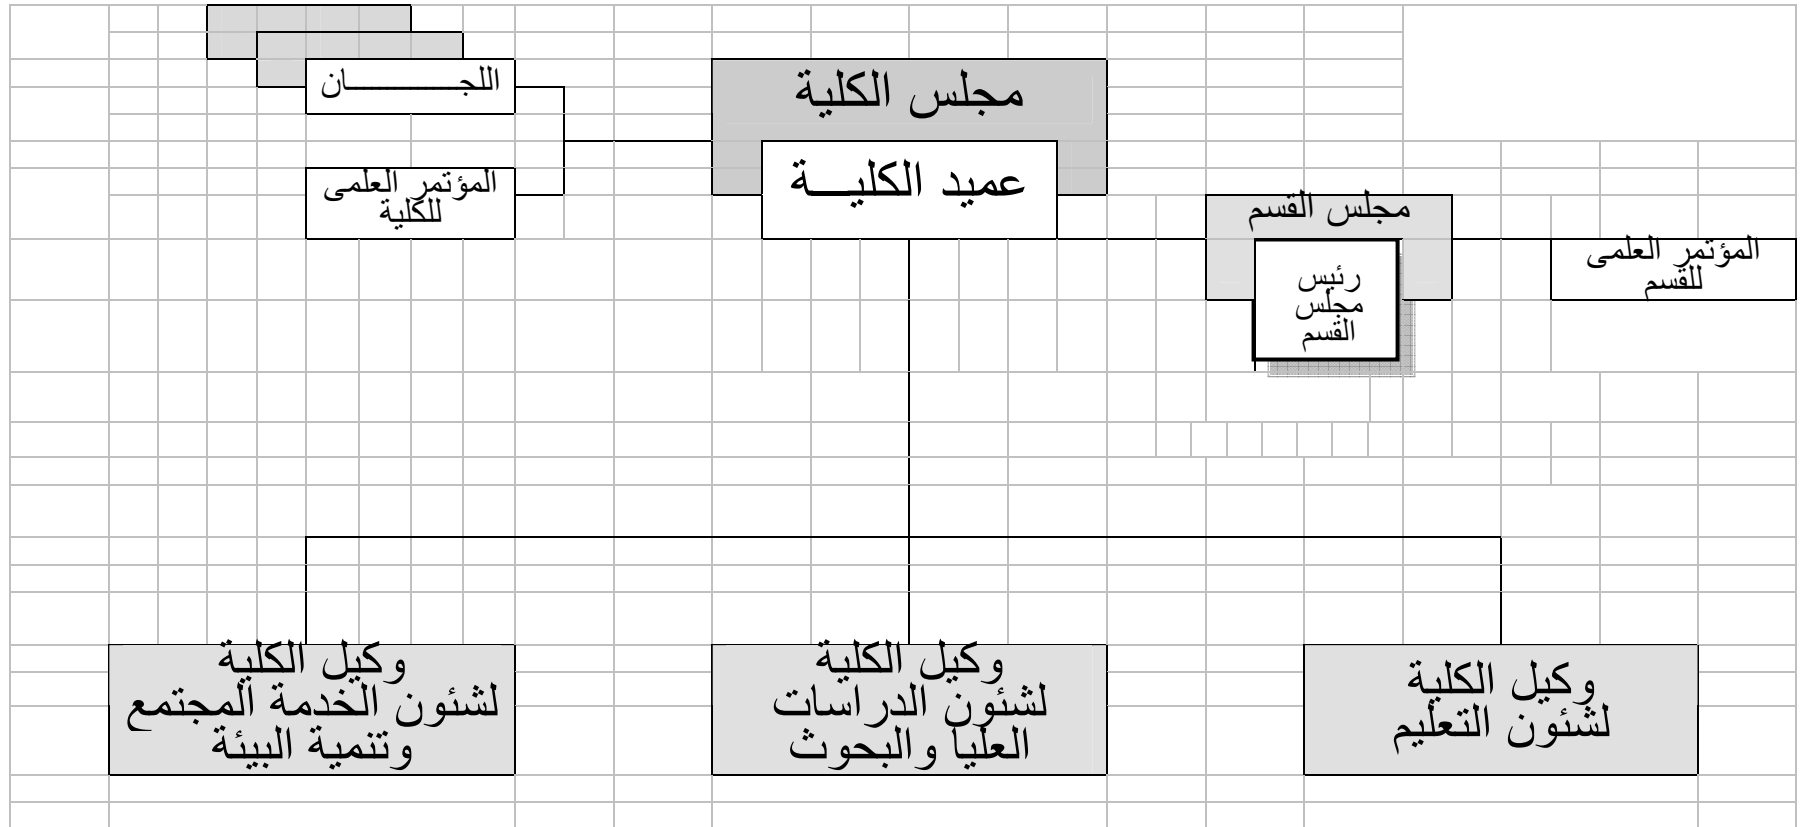 اللجـــــــــــــان
مجلس الكلية
عميد الكليـــة
المؤتمر العلمى
للكلية
مجلس القسم
رئيس
مجلس
القسم
المؤتمر العلمى
للقسم
وكيل الكلية
لشئون التعليم
وكيل الكلية
لشئون الدراسات
العليا والبحوث
وكيل الكلية
لشئون الخدمة المجتمع
وتنمية البيئة